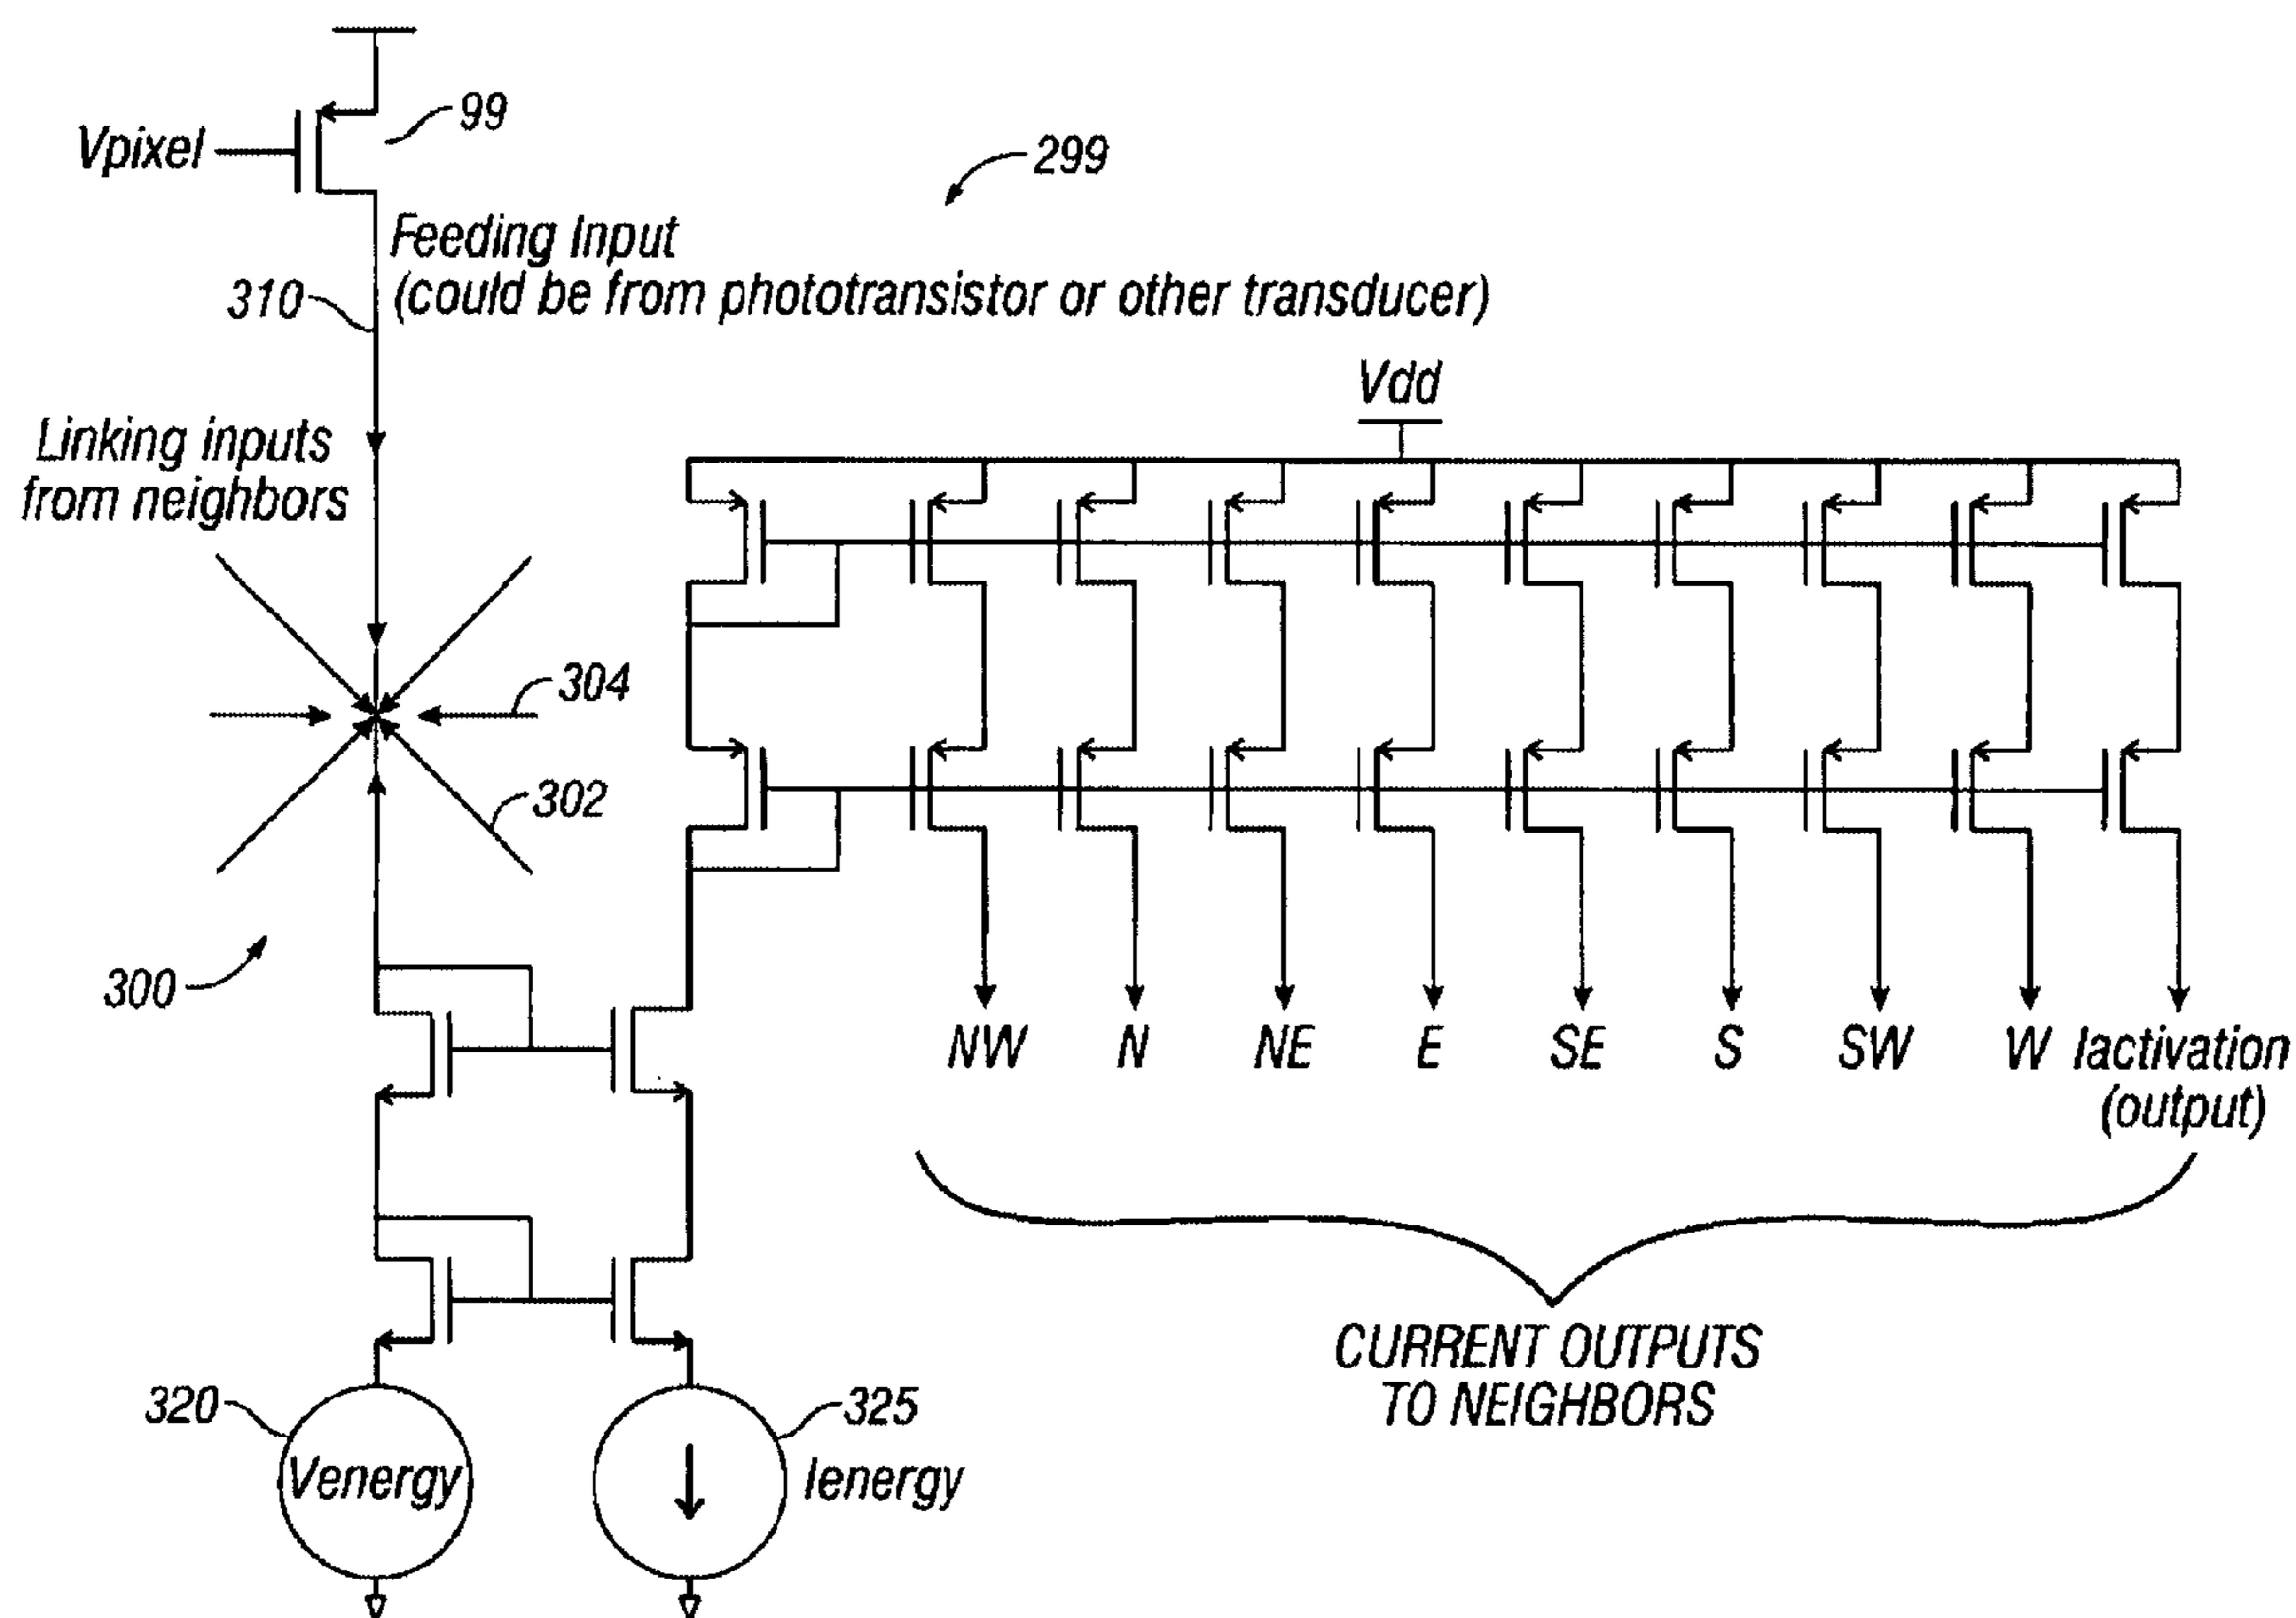 99
Vpixel
299
Feeding Input
(could be from phototransistor or other transducer)
310
Vdd
Linking inputs
from neighbors
304
302
300
NW N NE E SE S SW W Iactivation
(output)
CURRENT OUTPUTS
TO NEIGHBORS
320
325
Venergy
Ienergy